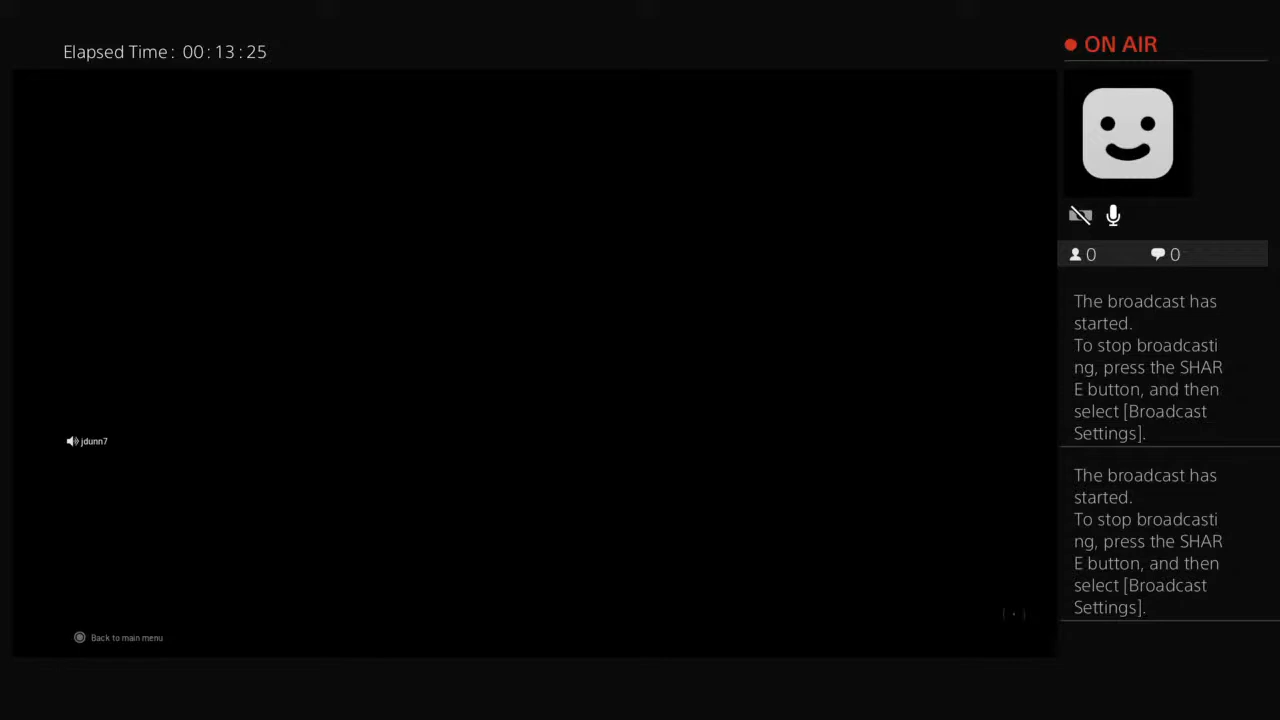 Elapsed Time: 00:13:25
ON AIR
0 0
The broadcast has
started.
To stop broadcasti
ng, press the SHAR
E button, and then
select [Broadcast
Settings].
The broadcast has
started.
To stop broadcasti
ng, press the SHAR
E button, and then
select [Broadcast
Settings].
jdunn7
Back to main menu